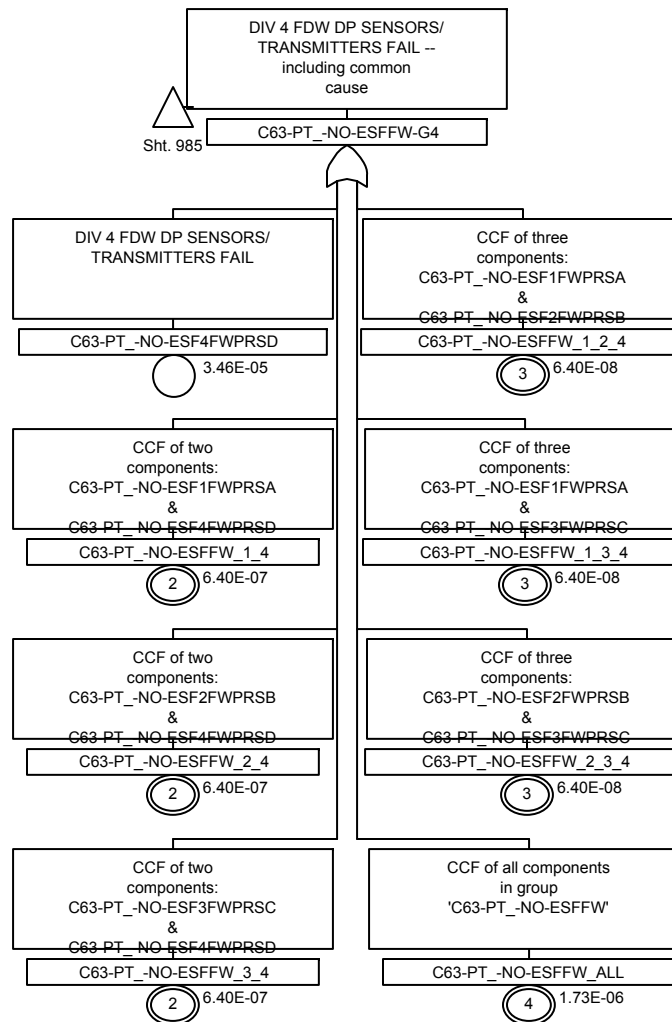 DIV 4 FDW DP SENSORS/
TRANSMITTERS FAIL --
including common
cause
C63-PT_-NO-ESFFW-G4
Sht. 985
DIV 4 FDW DP SENSORS/
TRANSMITTERS FAIL
C63-PT_-NO-ESF4FWPRSD
3.46E-05
CCF of three
components:
C63-PT_-NO-ESF1FWPRSA
&
C63-PT_-NO-ESF2FWPRSB
C63-PT_-NO-ESFFW_1_2_4
3
6.40E-08
CCF of two
components:
C63-PT_-NO-ESF1FWPRSA
&
C63-PT_-NO-ESF4FWPRSD
C63-PT_-NO-ESFFW_1_4
2
6.40E-07
CCF of three
components:
C63-PT_-NO-ESF1FWPRSA
&
C63-PT_-NO-ESF3FWPRSC
C63-PT_-NO-ESFFW_1_3_4
3
6.40E-08
CCF of two
components:
C63-PT_-NO-ESF2FWPRSB
&
C63-PT_-NO-ESF4FWPRSD
C63-PT_-NO-ESFFW_2_4
2
6.40E-07
CCF of three
components:
C63-PT_-NO-ESF2FWPRSB
&
C63-PT_-NO-ESF3FWPRSC
C63-PT_-NO-ESFFW_2_3_4
3
6.40E-08
CCF of two
components:
C63-PT_-NO-ESF3FWPRSC
&
C63-PT_-NO-ESF4FWPRSD
C63-PT_-NO-ESFFW_3_4
2
6.40E-07
CCF of all components
in group
'C63-PT_-NO-ESFFW'
C63-PT_-NO-ESFFW_ALL
4
1.73E-06